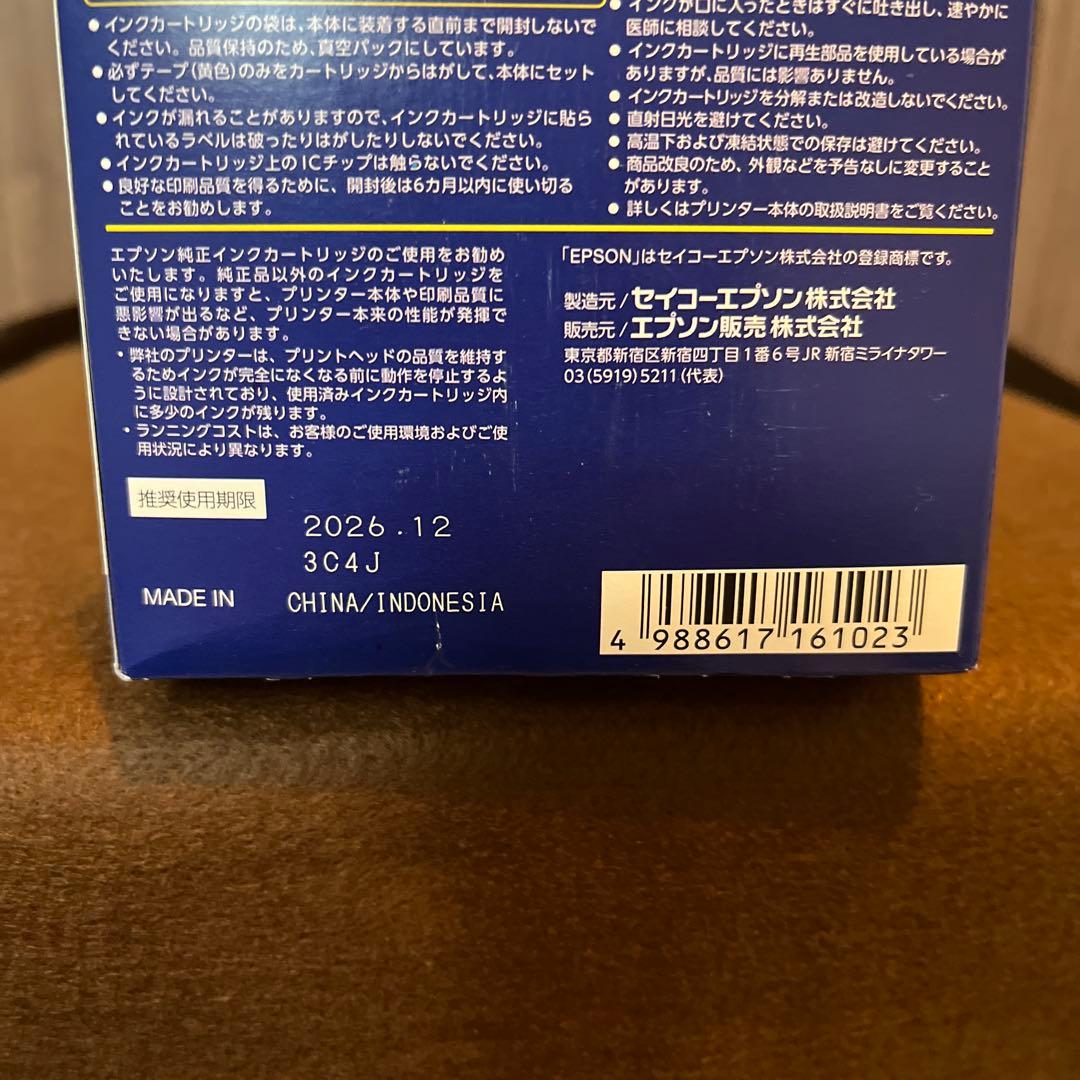 ● インクカートリッジの袋は、本体に装着する直前まで開封しないで
ください。品質保持のため、真空パックにしています。
● 必ずテープ(黄色)のみをカートリッジからはがして、本体にセット
してください。
● インクが漏れることがありますので、インクカートリッジに貼ら
れているラベルは破ったりはがしたりしないでください。
● インクカートリッジ上のICチップは触らないでください。
● 良好な印刷品質を得るために、開封後は6カ月以内に使い切る
ことをお勧めします。
● インクが口に入ったときはすぐに吐き出し、速やかに
医師に相談してください。
● インクカートリッジに再生部品を使用している場合が
ありますが、品質には影響ありません。
● インクカートリッジを分解または改造しないでください。
● 直射日光を避けてください。
● 高温下および凍結状態での保存は避けてください。
● 商品改良のため、外観などを予告なしに変更すること
があります。
● 詳しくはプリンター本体の取扱説明書をご覧ください。
エプソン純正インクカートリッジのご使用をお勧め
いたします。純正品以外のインクカートリッジを
ご使用になりますと、プリンター本体や印刷品質に
悪影響が出るなど、プリンター本来の性能が発揮で
きない場合があります。
・弊社のプリンターは、プリントヘッドの品質を維持す
るためインクが完全になくなる前に動作を停止するよ
うに設計されており、使用済みインクカートリッジ内
に多少のインクが残ります。
・ランニングコストは、お客様のご使用環境およびご使
用状況により異なります。
「EPSON」はセイコーエプソン株式会社の登録商標です。
製造元/セイコーエプソン株式会社
販売元/エプソン販売株式会社
東京都新宿区新宿四丁目1番6号JR新宿ミライナタワー
03(5919)5211(代表)
推奨使用期限
2026.12
3C4J
MADE IN CHINA/INDONESIA
4 988617 161023